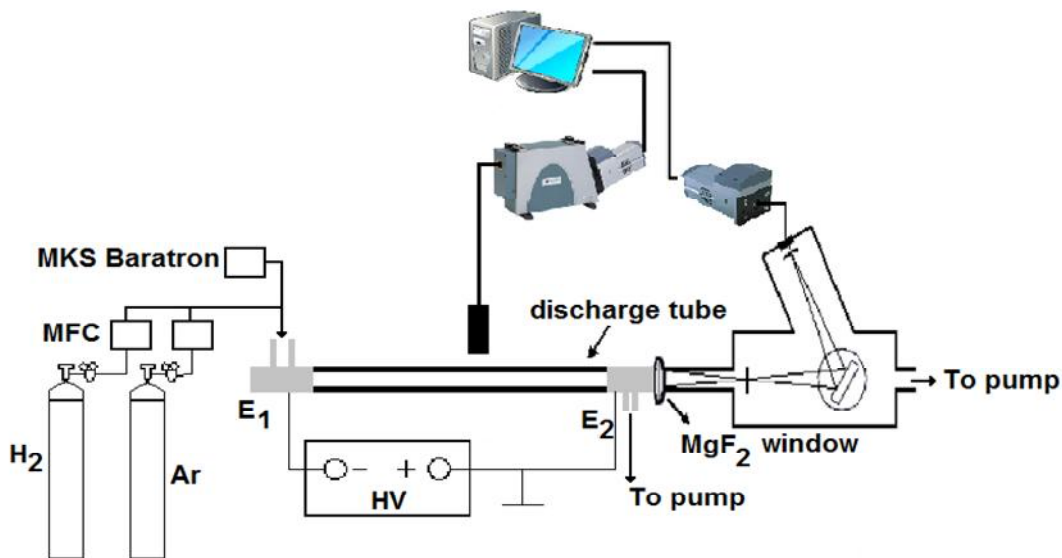 MKS Baratron
MFC
discharge tube
To pump
E1
E2
MgF2 window
H2
Ar
- +
HV
To pump